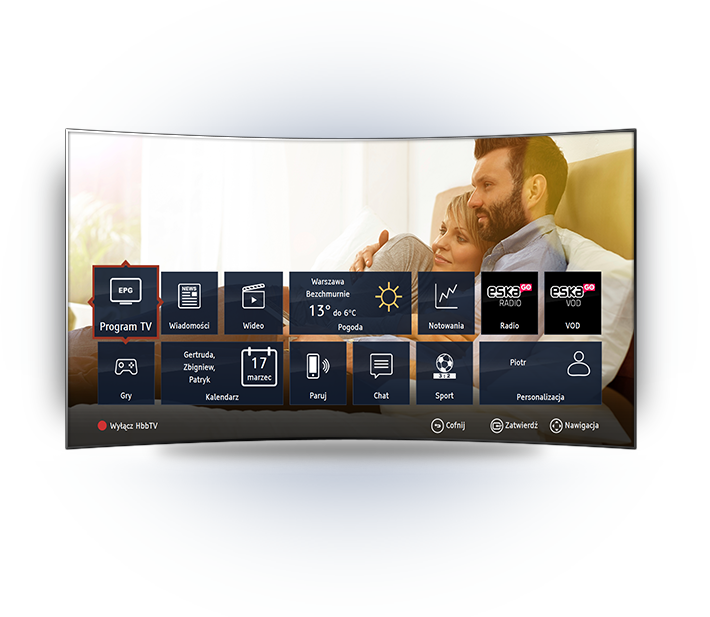 EPG
Program TV
NEWS
Wiadomości
Wideo
Warszawa
Bezchmurnie
13° do 6°C
Pogoda
Notowania
eska GO
RADIO
Radio
eska GO
VOD
VOD
Gry
Gertruda,
Zbigniew,
Patryk
17
marzec
Kalendarz
Paruj
Chat
Sport
Piotr
Personalizacja
Wyłącz HbbTV
Cofnij
Zatwierdź
Nawigacja